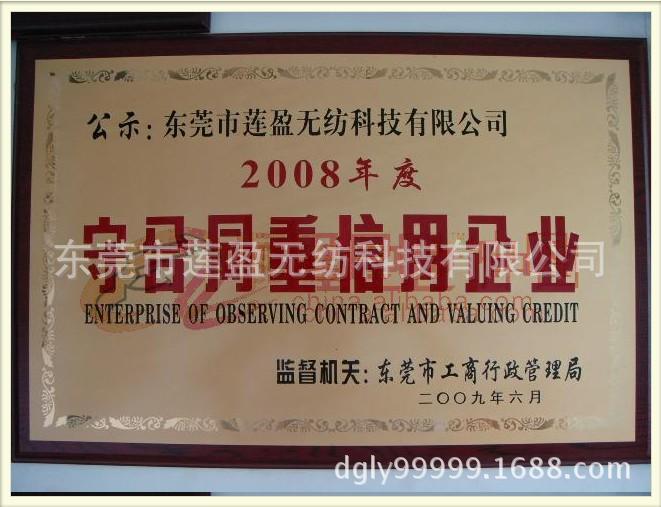 公示：东莞市莲盈无纺科技有限公司
2008年度
守合同重信用企业
东莞市莲盈无纺科技有限公司
china.alibaba.com
ENTERPRISE OF OBSERVING CONTRACT AND VALUING CREDIT
监督机关：东莞市工商行政管理局
二〇〇九年六月
dgly99999.1688.com